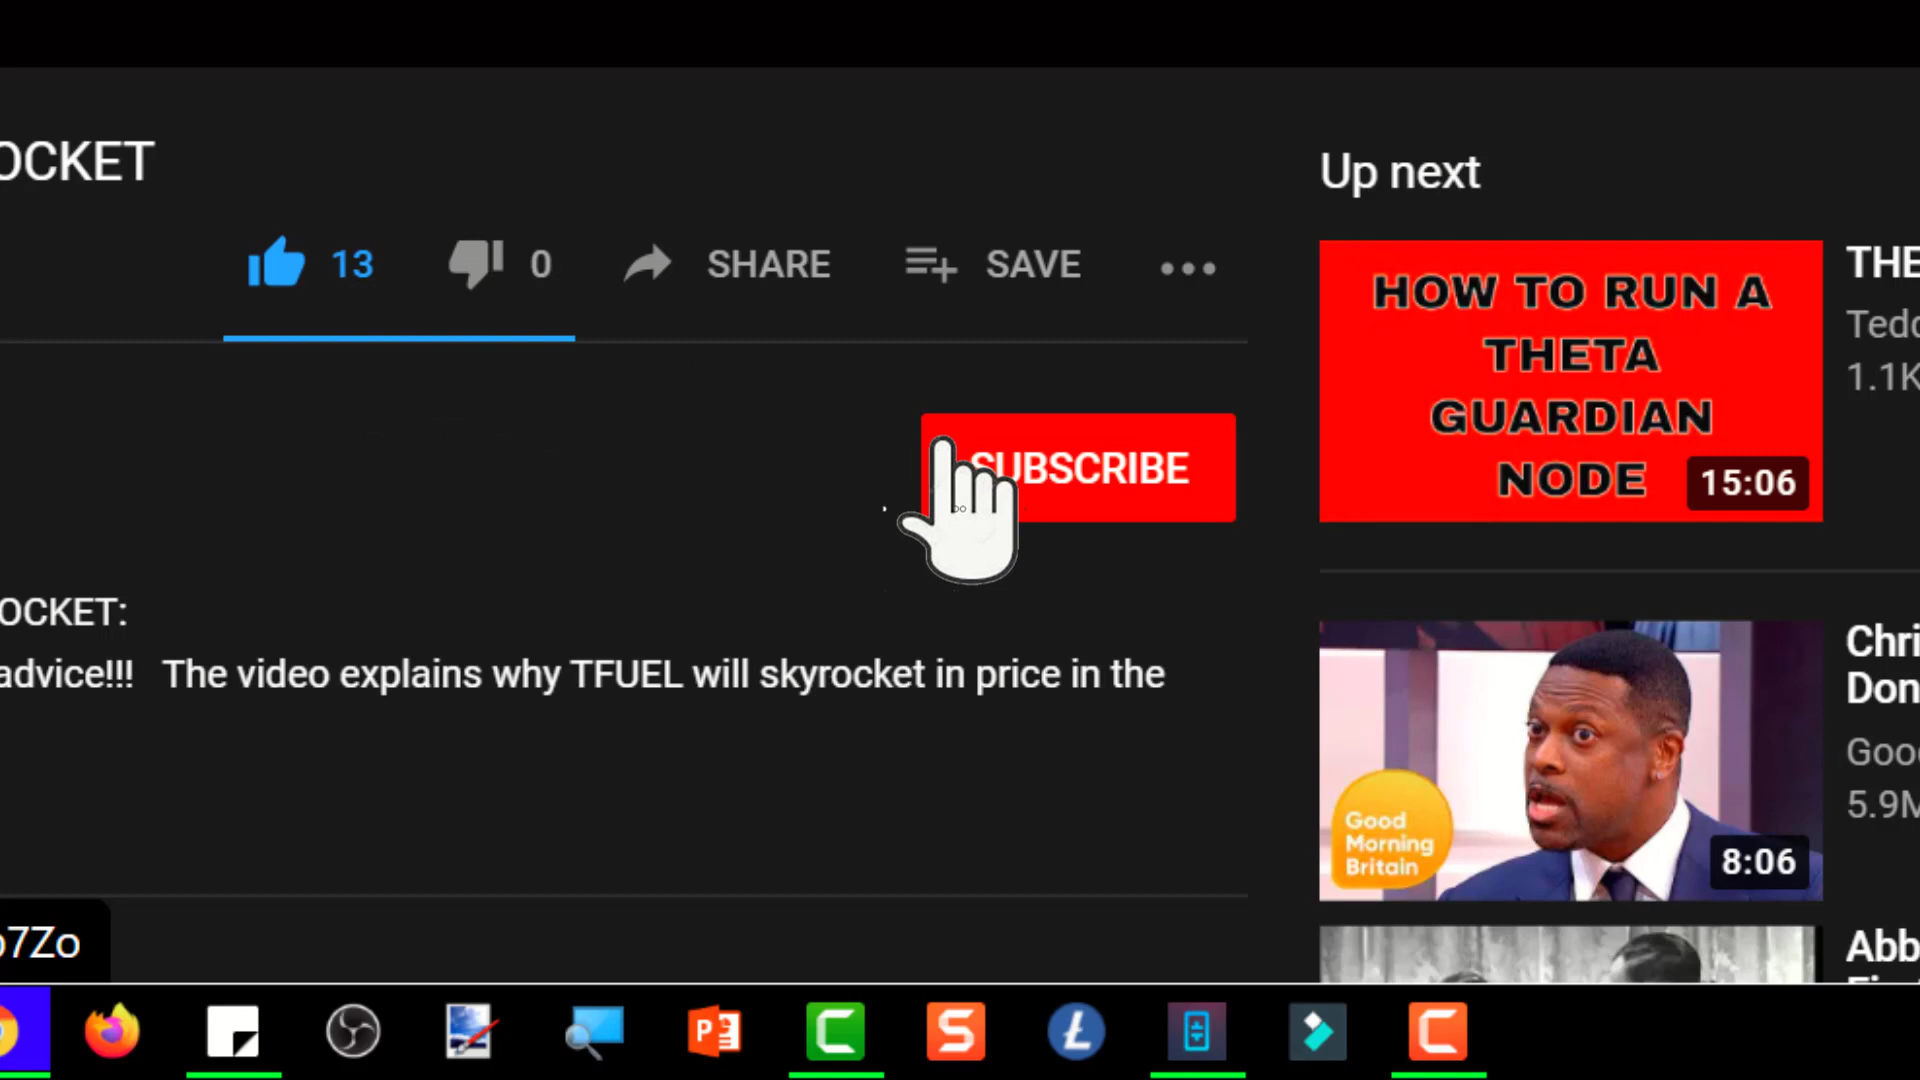 OCKET
13
0
SHARE
SAVE
SUBSCRIBE
OCKET:
advice!!! The video explains why TFUEL will skyrocket in price in the
7Zo
Up next
HOW TO RUN A
THETA
GUARDIAN
NODE
15:06
THE
Tedd
1.1K
Good
Morning
Britain
8:06
Chri
Don
Good
5.9M
Abb